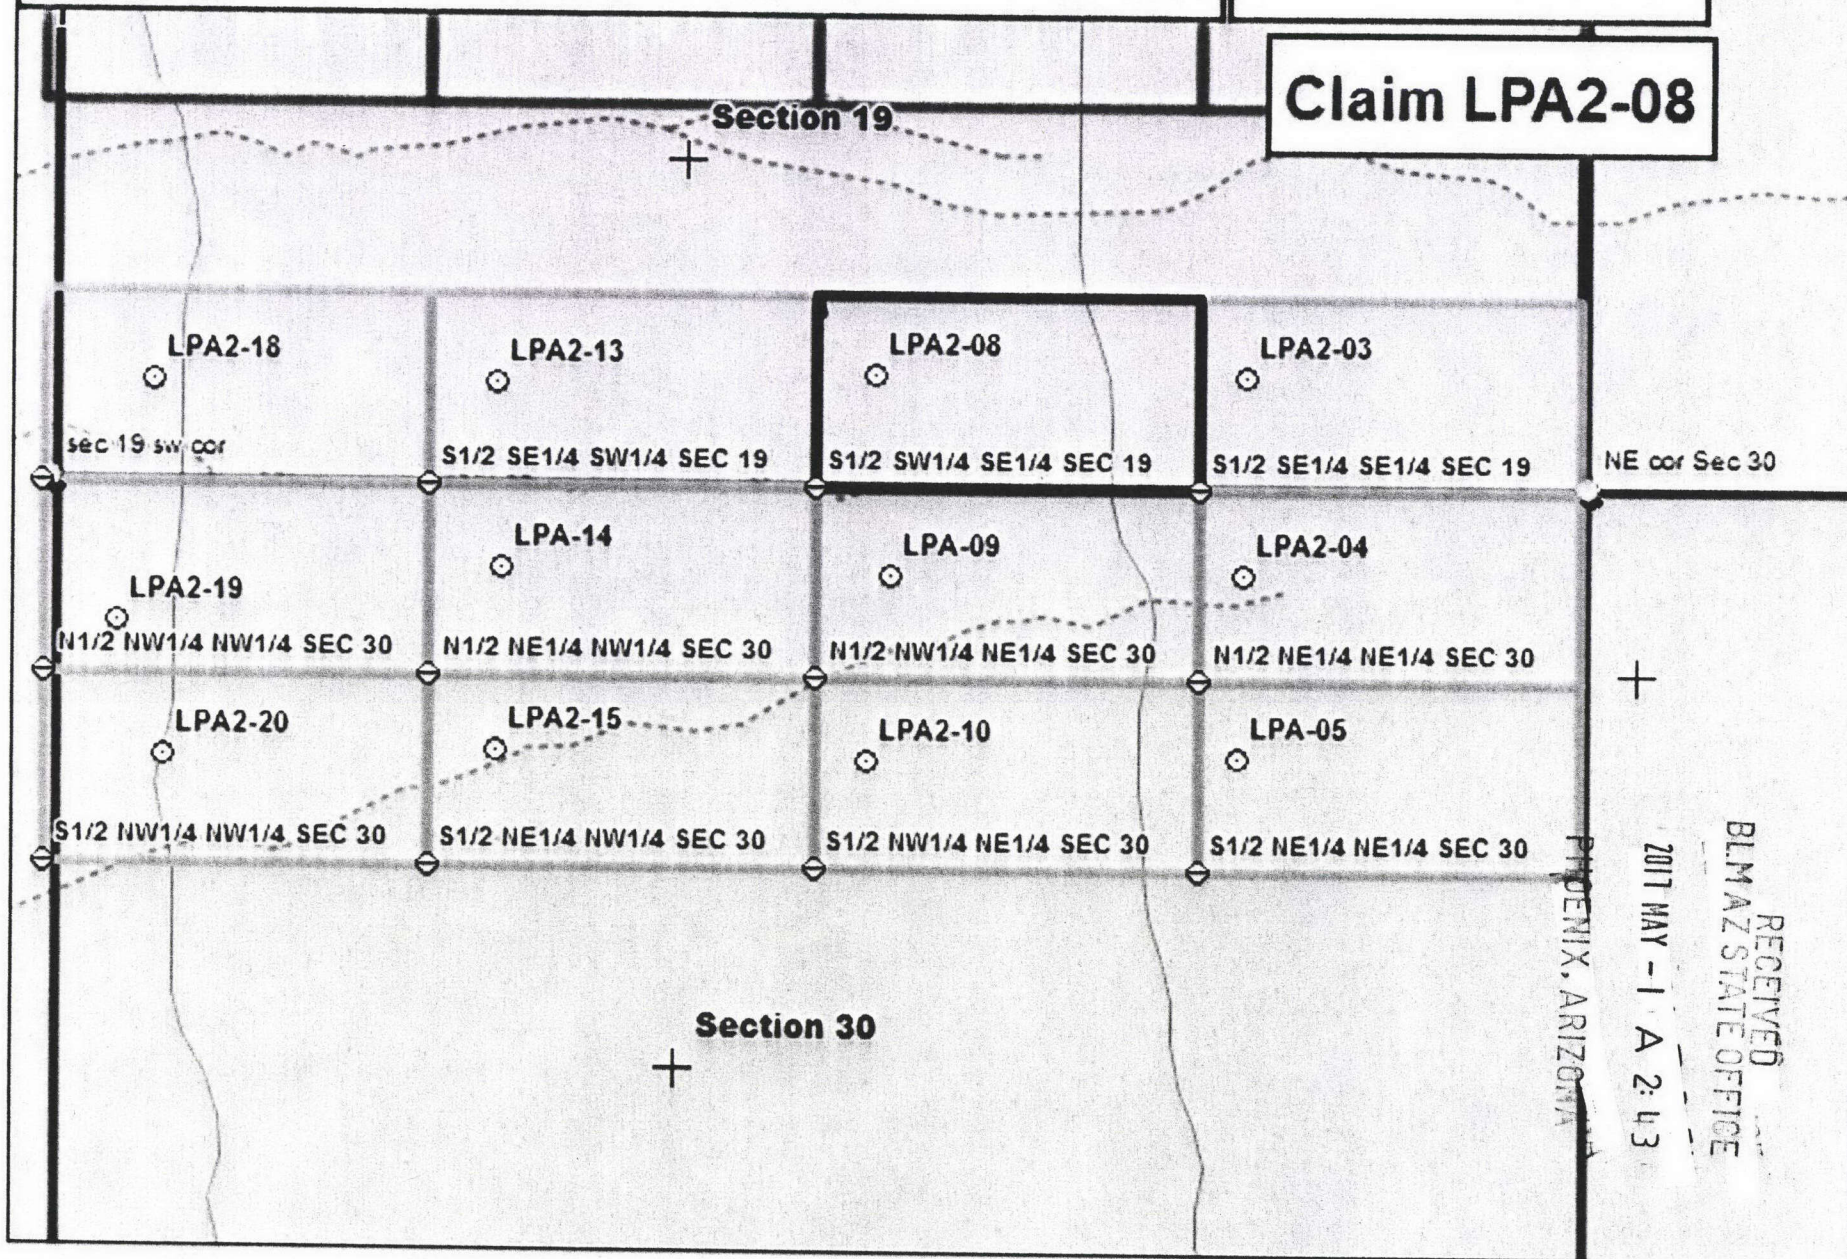 Claim LPA2-08
Section 19
LPA2-18
LPA2-13
LPA2-08
LPA2-03
sec 19 sw cor
S1/2 SE1/4 SW1/4 SEC 19
S1/2 SW1/4 SE1/4 SEC 19
S1/2 SE1/4 SE1/4 SEC 19
NE cor Sec 30
LPA2-19
LPA-14
LPA-09
LPA2-04
N1/2 NW1/4 NW1/4 SEC 30
N1/2 NE1/4 NW1/4 SEC 30
N1/2 NW1/4 NE1/4 SEC 30
N1/2 NE1/4 NE1/4 SEC 30
LPA2-20
LPA2-15
LPA2-10
LPA-05
S1/2 NW1/4 NW1/4 SEC 30
S1/2 NE1/4 NW1/4 SEC 30
S1/2 NW1/4 NE1/4 SEC 30
S1/2 NE1/4 NE1/4 SEC 30
Section 30
RECEIVED
BLM AZ STATE OFFICE
2017 MAY -1 A 2:43
PHOENIX, ARIZONA